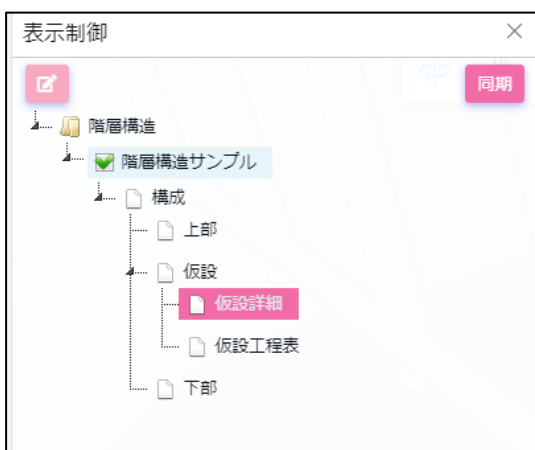 表示制御
同期
階層構造
階層構造サンプル
構成
上部
仮設
仮設詳細
仮設工程表
下部